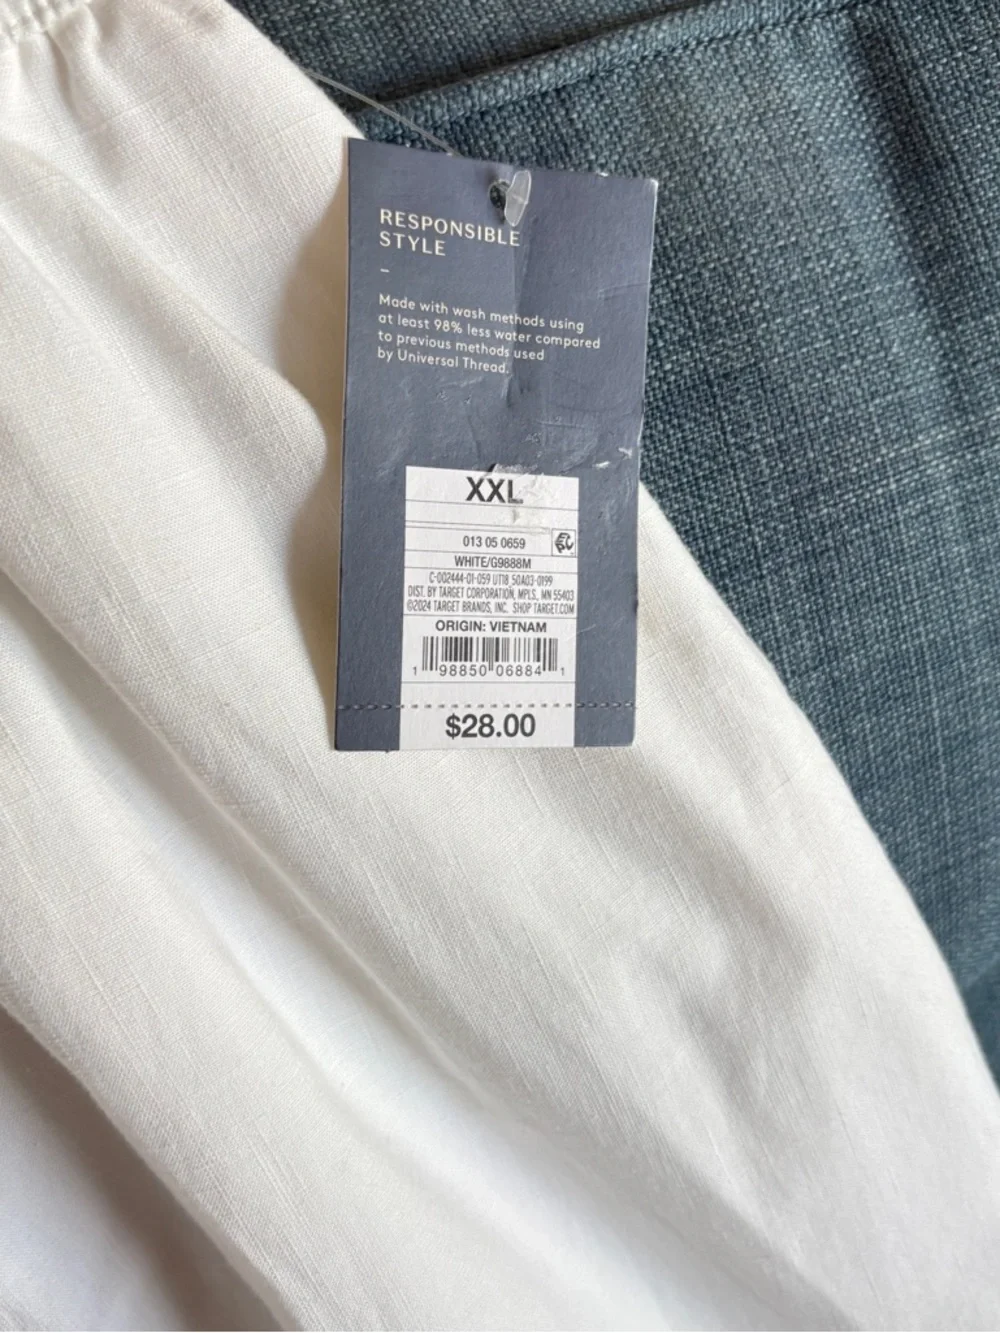 RESPONSIBLE
STYLE
–
Made with wash methods using
at least 98% less water compared
to previous methods used
by Universal Thread.
XXL
013 05 0659
WHITE/G9888M
C-002444-01-059 UT18 50A03-0199
DIST. BY TARGET CORPORATION, MPLS., MN 55403
©2024 TARGET BRANDS, INC. SHOP TARGET.COM
ORIGIN: VIETNAM
1 98850 06884 1
$28.00